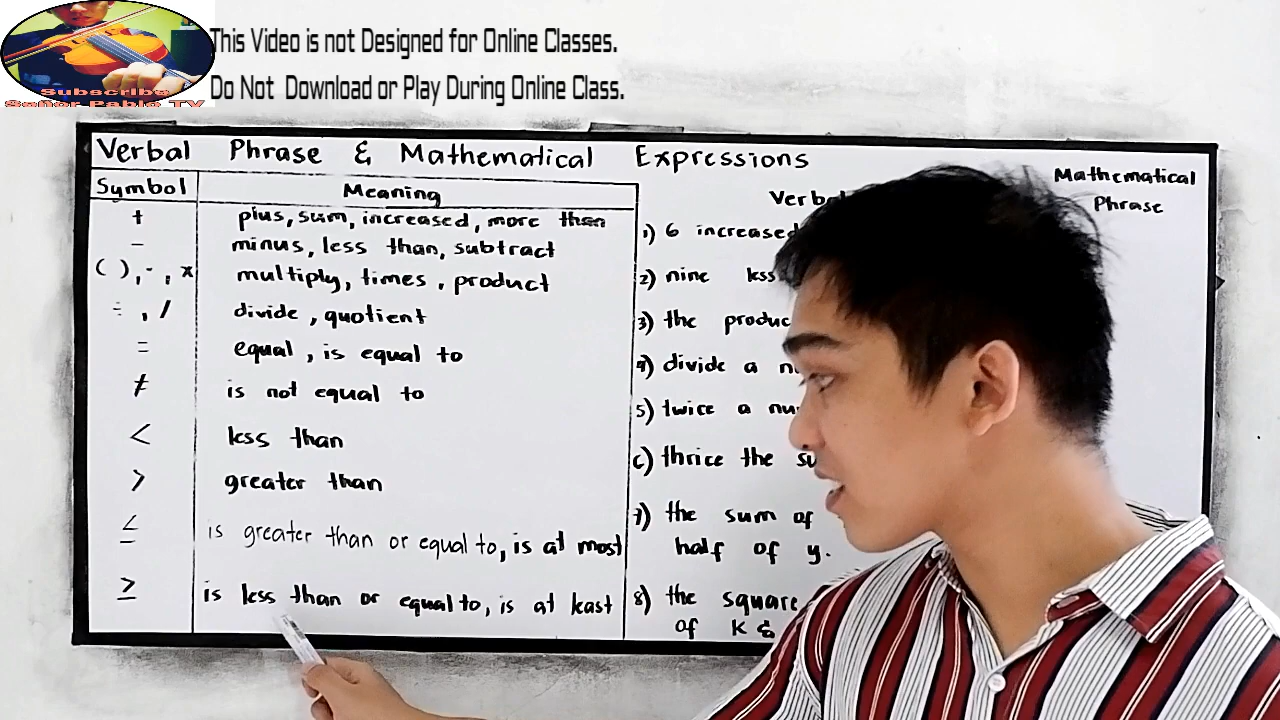 This Video is not Designed for Online Classes.
Do Not Download or Play During Online Class.
Subscribe
Señor Pablo TV
Verbal Phrase & Mathematical Expressions
Symbol Meaning
+ plus, sum, increased, more than
- minus, less than, subtract
( ), ·, x multiply, times, product
÷, / divide, quotient
= equal, is equal to
≠ is not equal to
< less than
> greater than
≤ is greater than or equal to, is at most
≥ is less than or equal to, is at least
Mathematical
Phrase
1) 6 increased
2) nine less
3) the
4) divide a
5) twice a
6) thrice the
7) the sum of
half of y.
8) the square
of K &